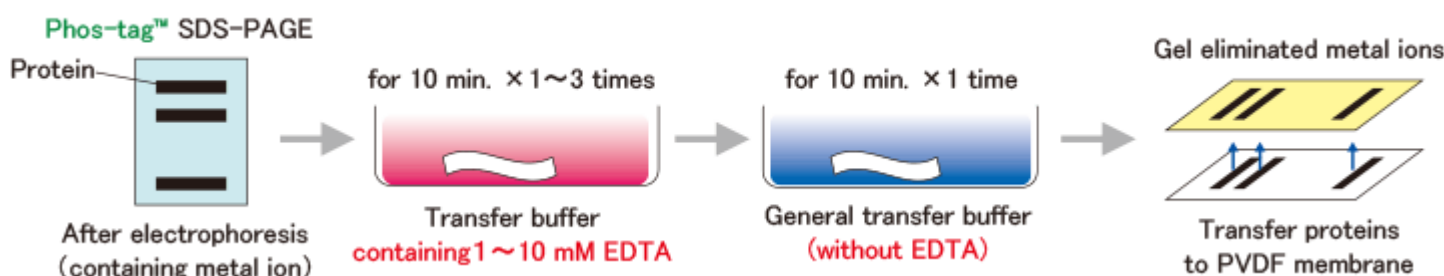 Phos-tag™ SDS-PAGE
Protein
After electrophoresis
(containing metal ion)
for 10 min. ×1～3 times
Transfer buffer
containing1～10 mM EDTA
for 10 min. ×1 time
General transfer buffer
(without EDTA)
Gel eliminated metal ions
Transfer proteins
to PVDF membrane